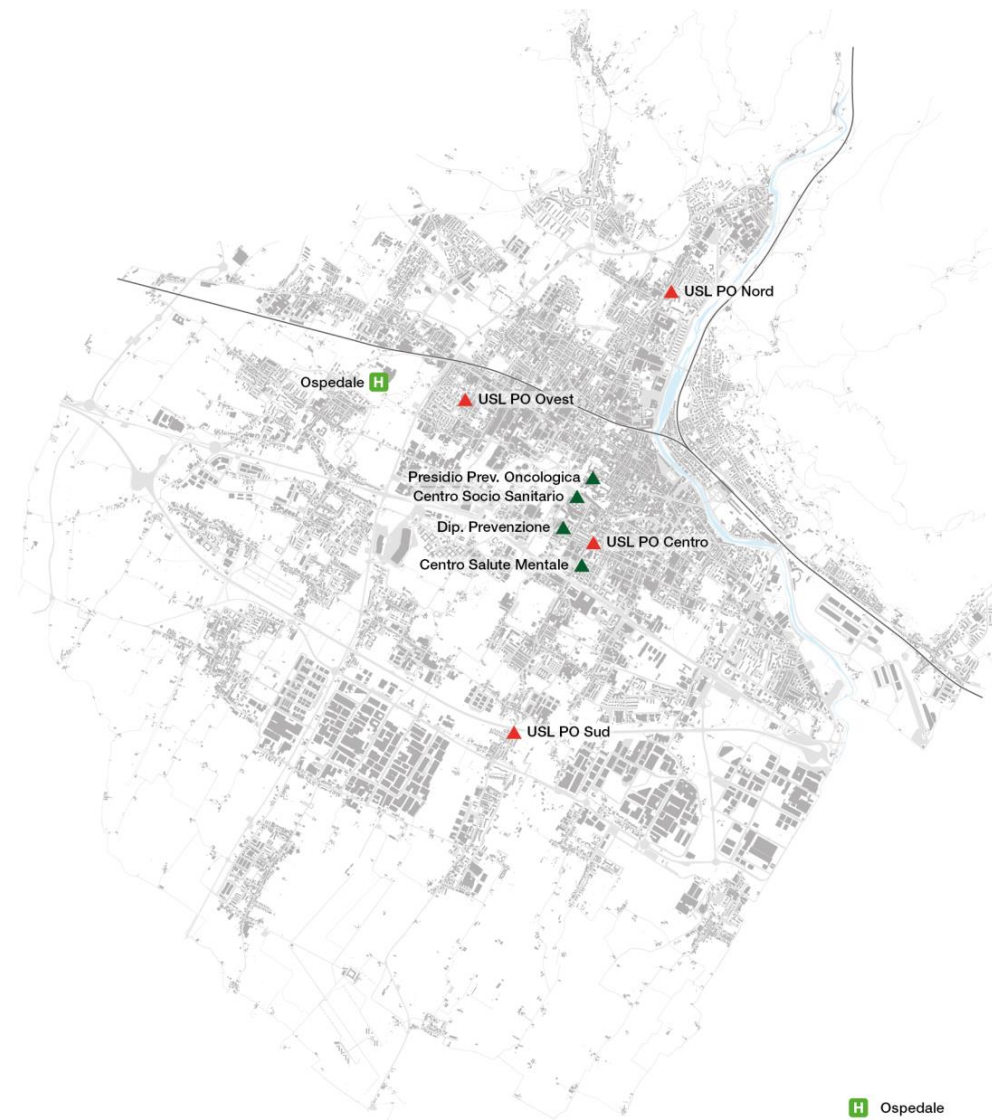 USL PO Nord
Ospedale H
USL PO Ovest
Presidio Prev. Oncologica
Centro Socio Sanitario
Dip. Prevenzione
USL PO Centro
Centro Salute Mentale
USL PO Sud
H Ospedale